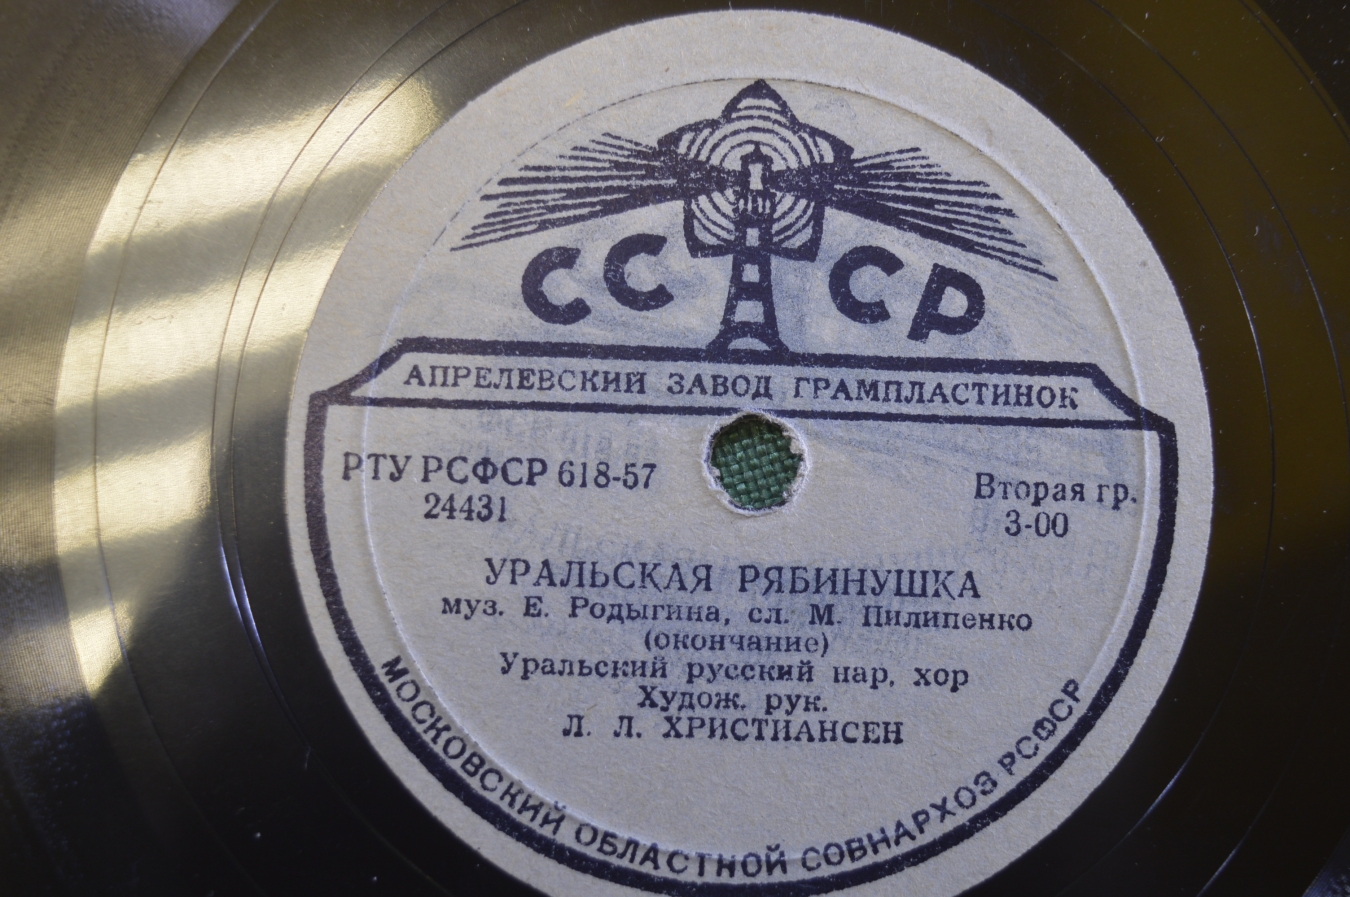 СССР
АПРЕЛЕВСКИЙ ЗАВОД ГРАМПЛАСТИНОК
РТУ РСФСР 618-57
24431
Вторая гр.
3-00
УРАЛЬСКАЯ РЯБИНУШКА
муз. Е. Родыгина, сл. М. Пилипенко
(окончание)
Уральский русский нар. хор
Худож. рук.
Л. Л. ХРИСТИАНСЕН
МОСКОВСКИЙ ОБЛАСТНОЙ СОВНАРХОЗ РСФСР